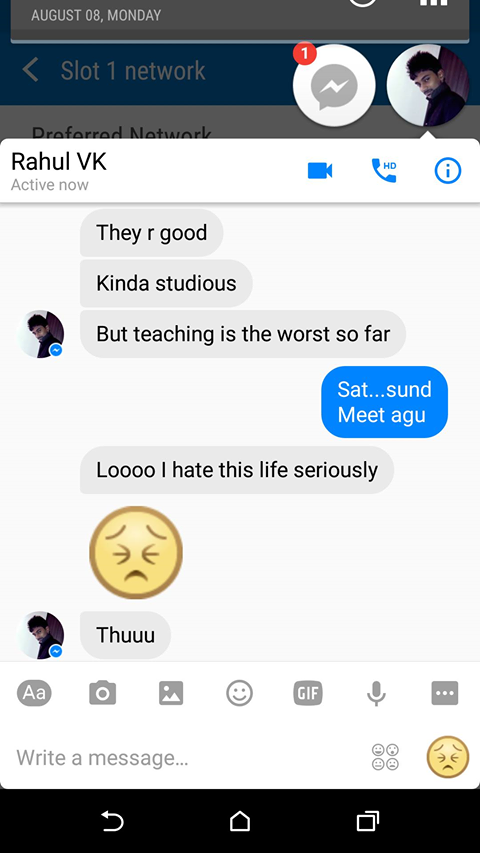 AUGUST 08, MONDAY
Slot 1 network
1
Preferred Network
Rahul VK
Active now
HD
They r good
Kinda studious
But teaching is the worst so far
Sat...sund
Meet agu
Loooo I hate this life seriously
Thuuu
Aa
GIF
Write a message...